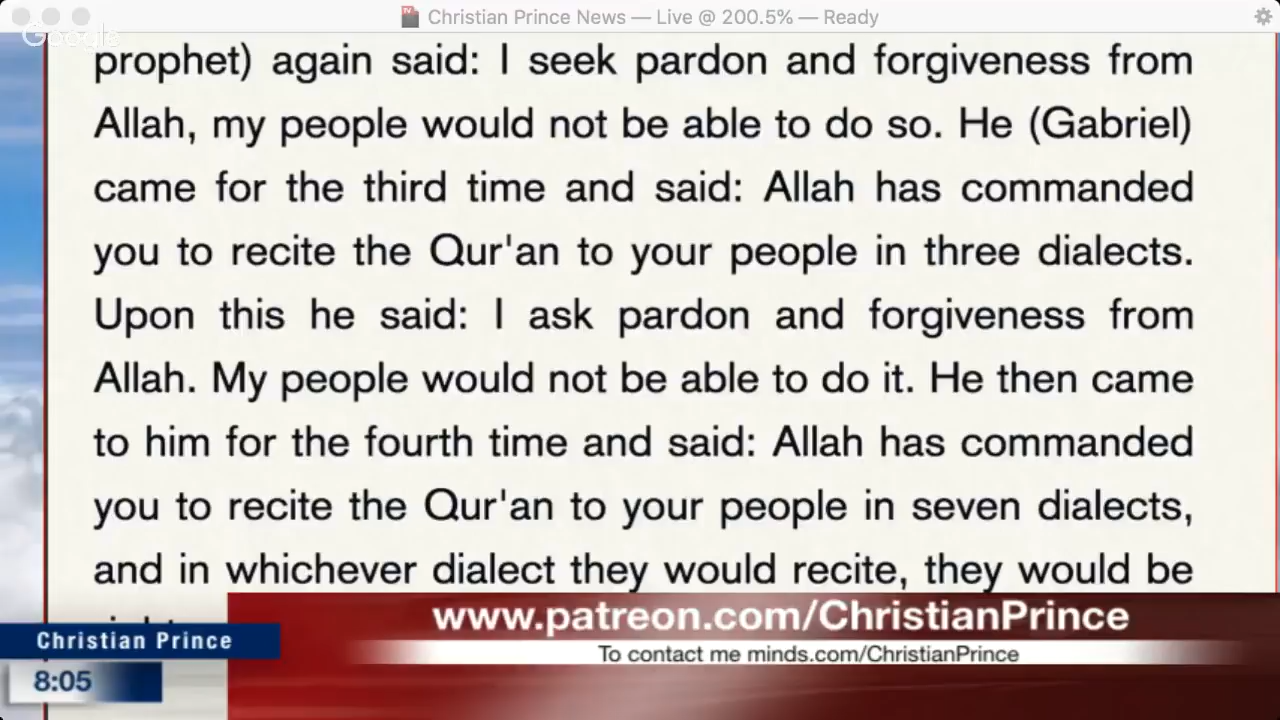 Christian Prince News — Live @ 200.5% — Ready
Google
prophet) again said: I seek pardon and forgiveness from
Allah, my people would not be able to do so. He (Gabriel)
came for the third time and said: Allah has commanded
you to recite the Qur'an to your people in three dialects.
Upon this he said: I ask pardon and forgiveness from
Allah. My people would not be able to do it. He then came
to him for the fourth time and said: Allah has commanded
you to recite the Qur'an to your people in seven dialects,
and in whichever dialect they would recite, they would be
www.patreon.com/ChristianPrince
Christian Prince
To contact me minds.com/ChristianPrince
8:05